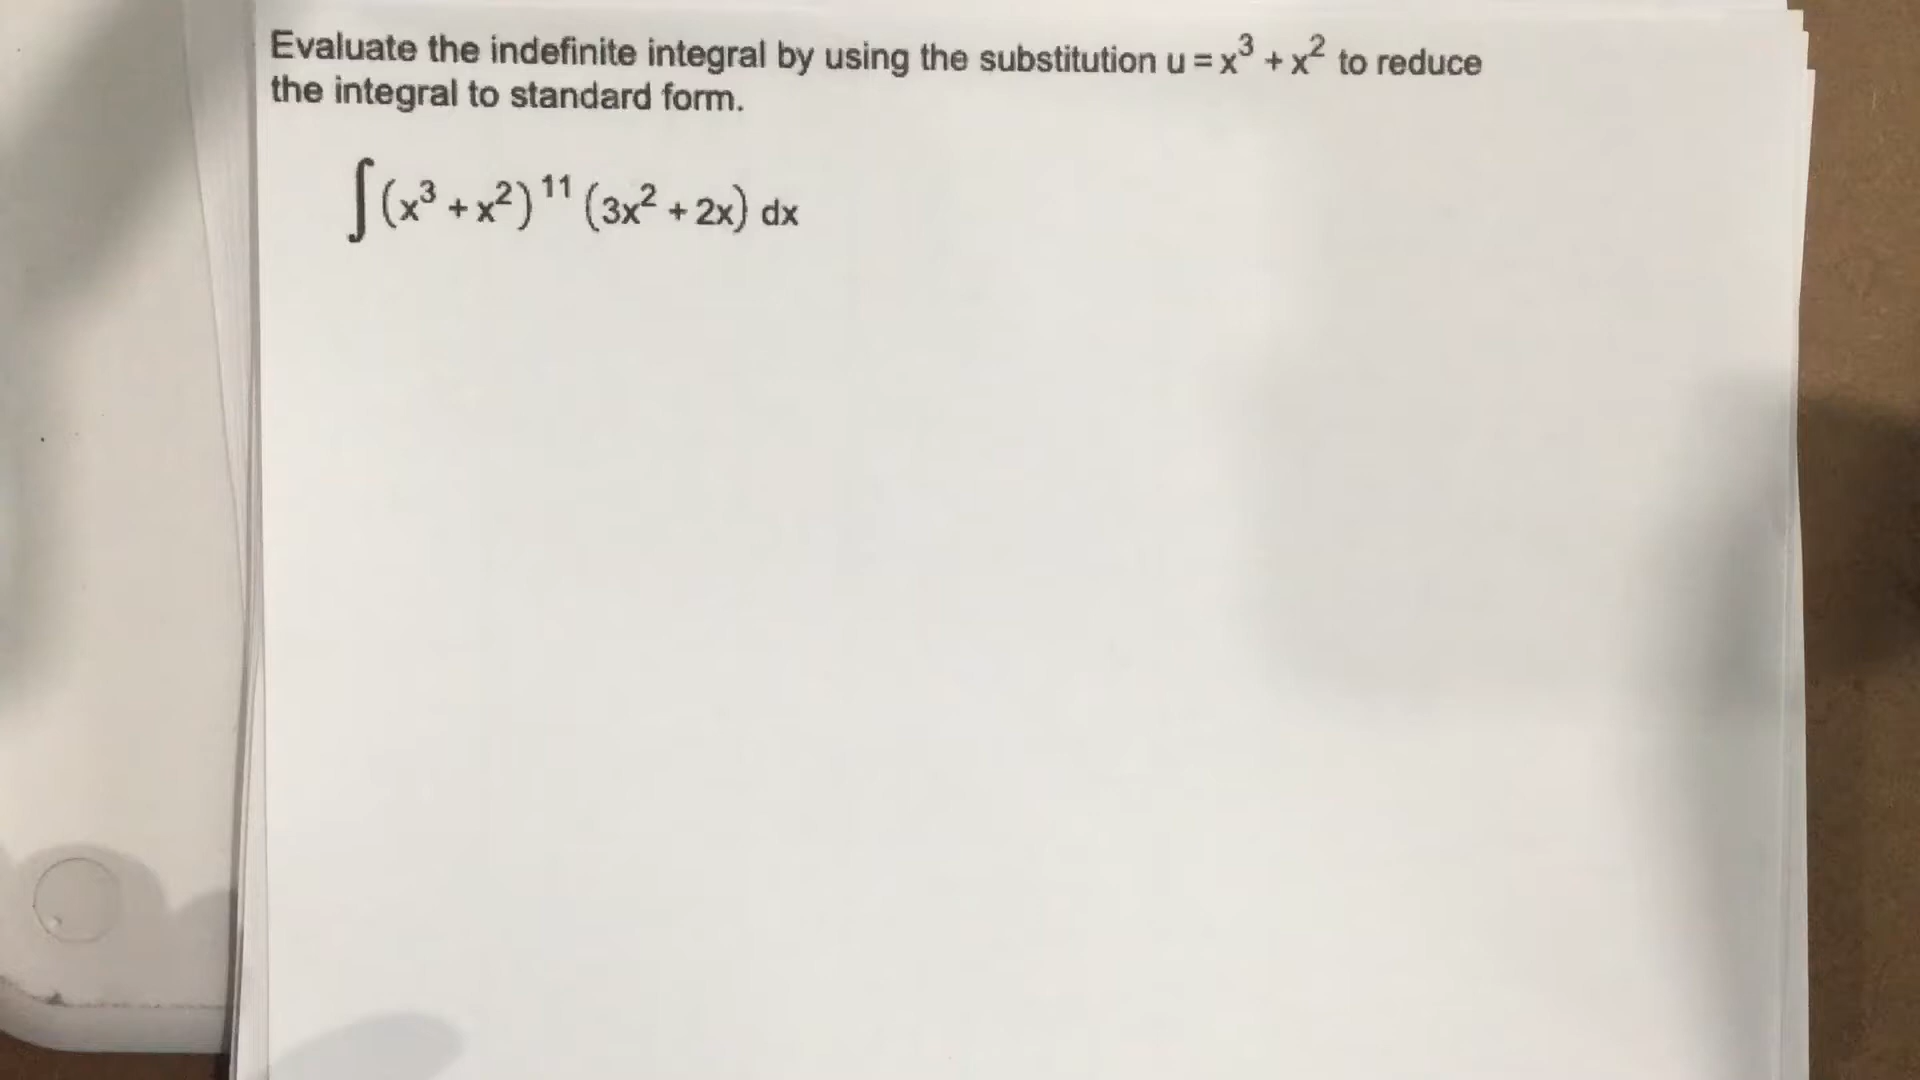 Evaluate the indefinite integral by using the substitution u = x³ + x² to reduce
the integral to standard form.
∫(x³ + x²)¹¹ (3x² + 2x) dx